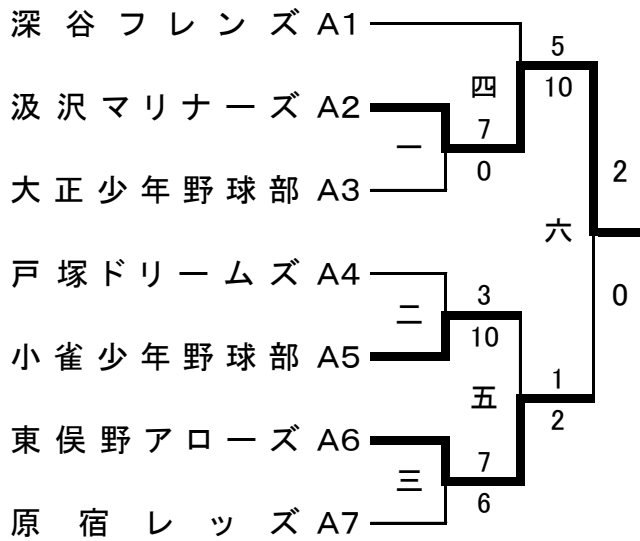 深谷フレンズ A1
5
四 10
汲沢マリナーズ A2
一 7
0
2
大正少年野球部 A3
六
戸塚ドリームズ A4
0
二 3
10
小雀少年野球部 A5
五 1
2
東俣野アローズ A6
三 7
6
原宿レッズ A7